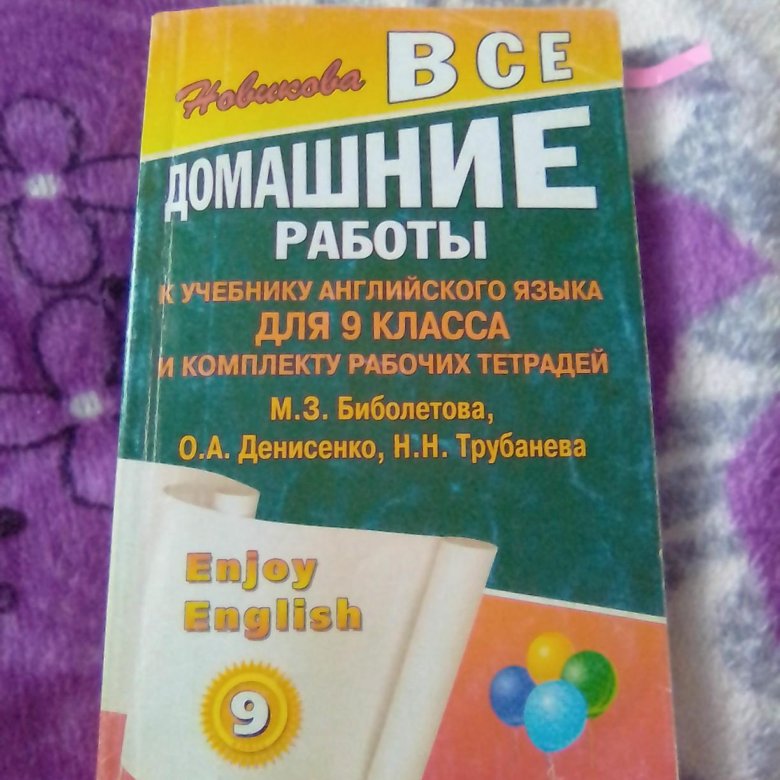 Новикова
ВСЕ
ДОМАШНИЕ
РАБОТЫ
К УЧЕБНИКУ АНГЛИЙСКОГО ЯЗЫКА
ДЛЯ 9 КЛАССА
И КОМПЛЕКТУ РАБОЧИХ ТЕТРАДЕЙ
М.З. Биболетова,
О.А. Денисенко, Н.Н. Трубанева
Enjoy
English
9